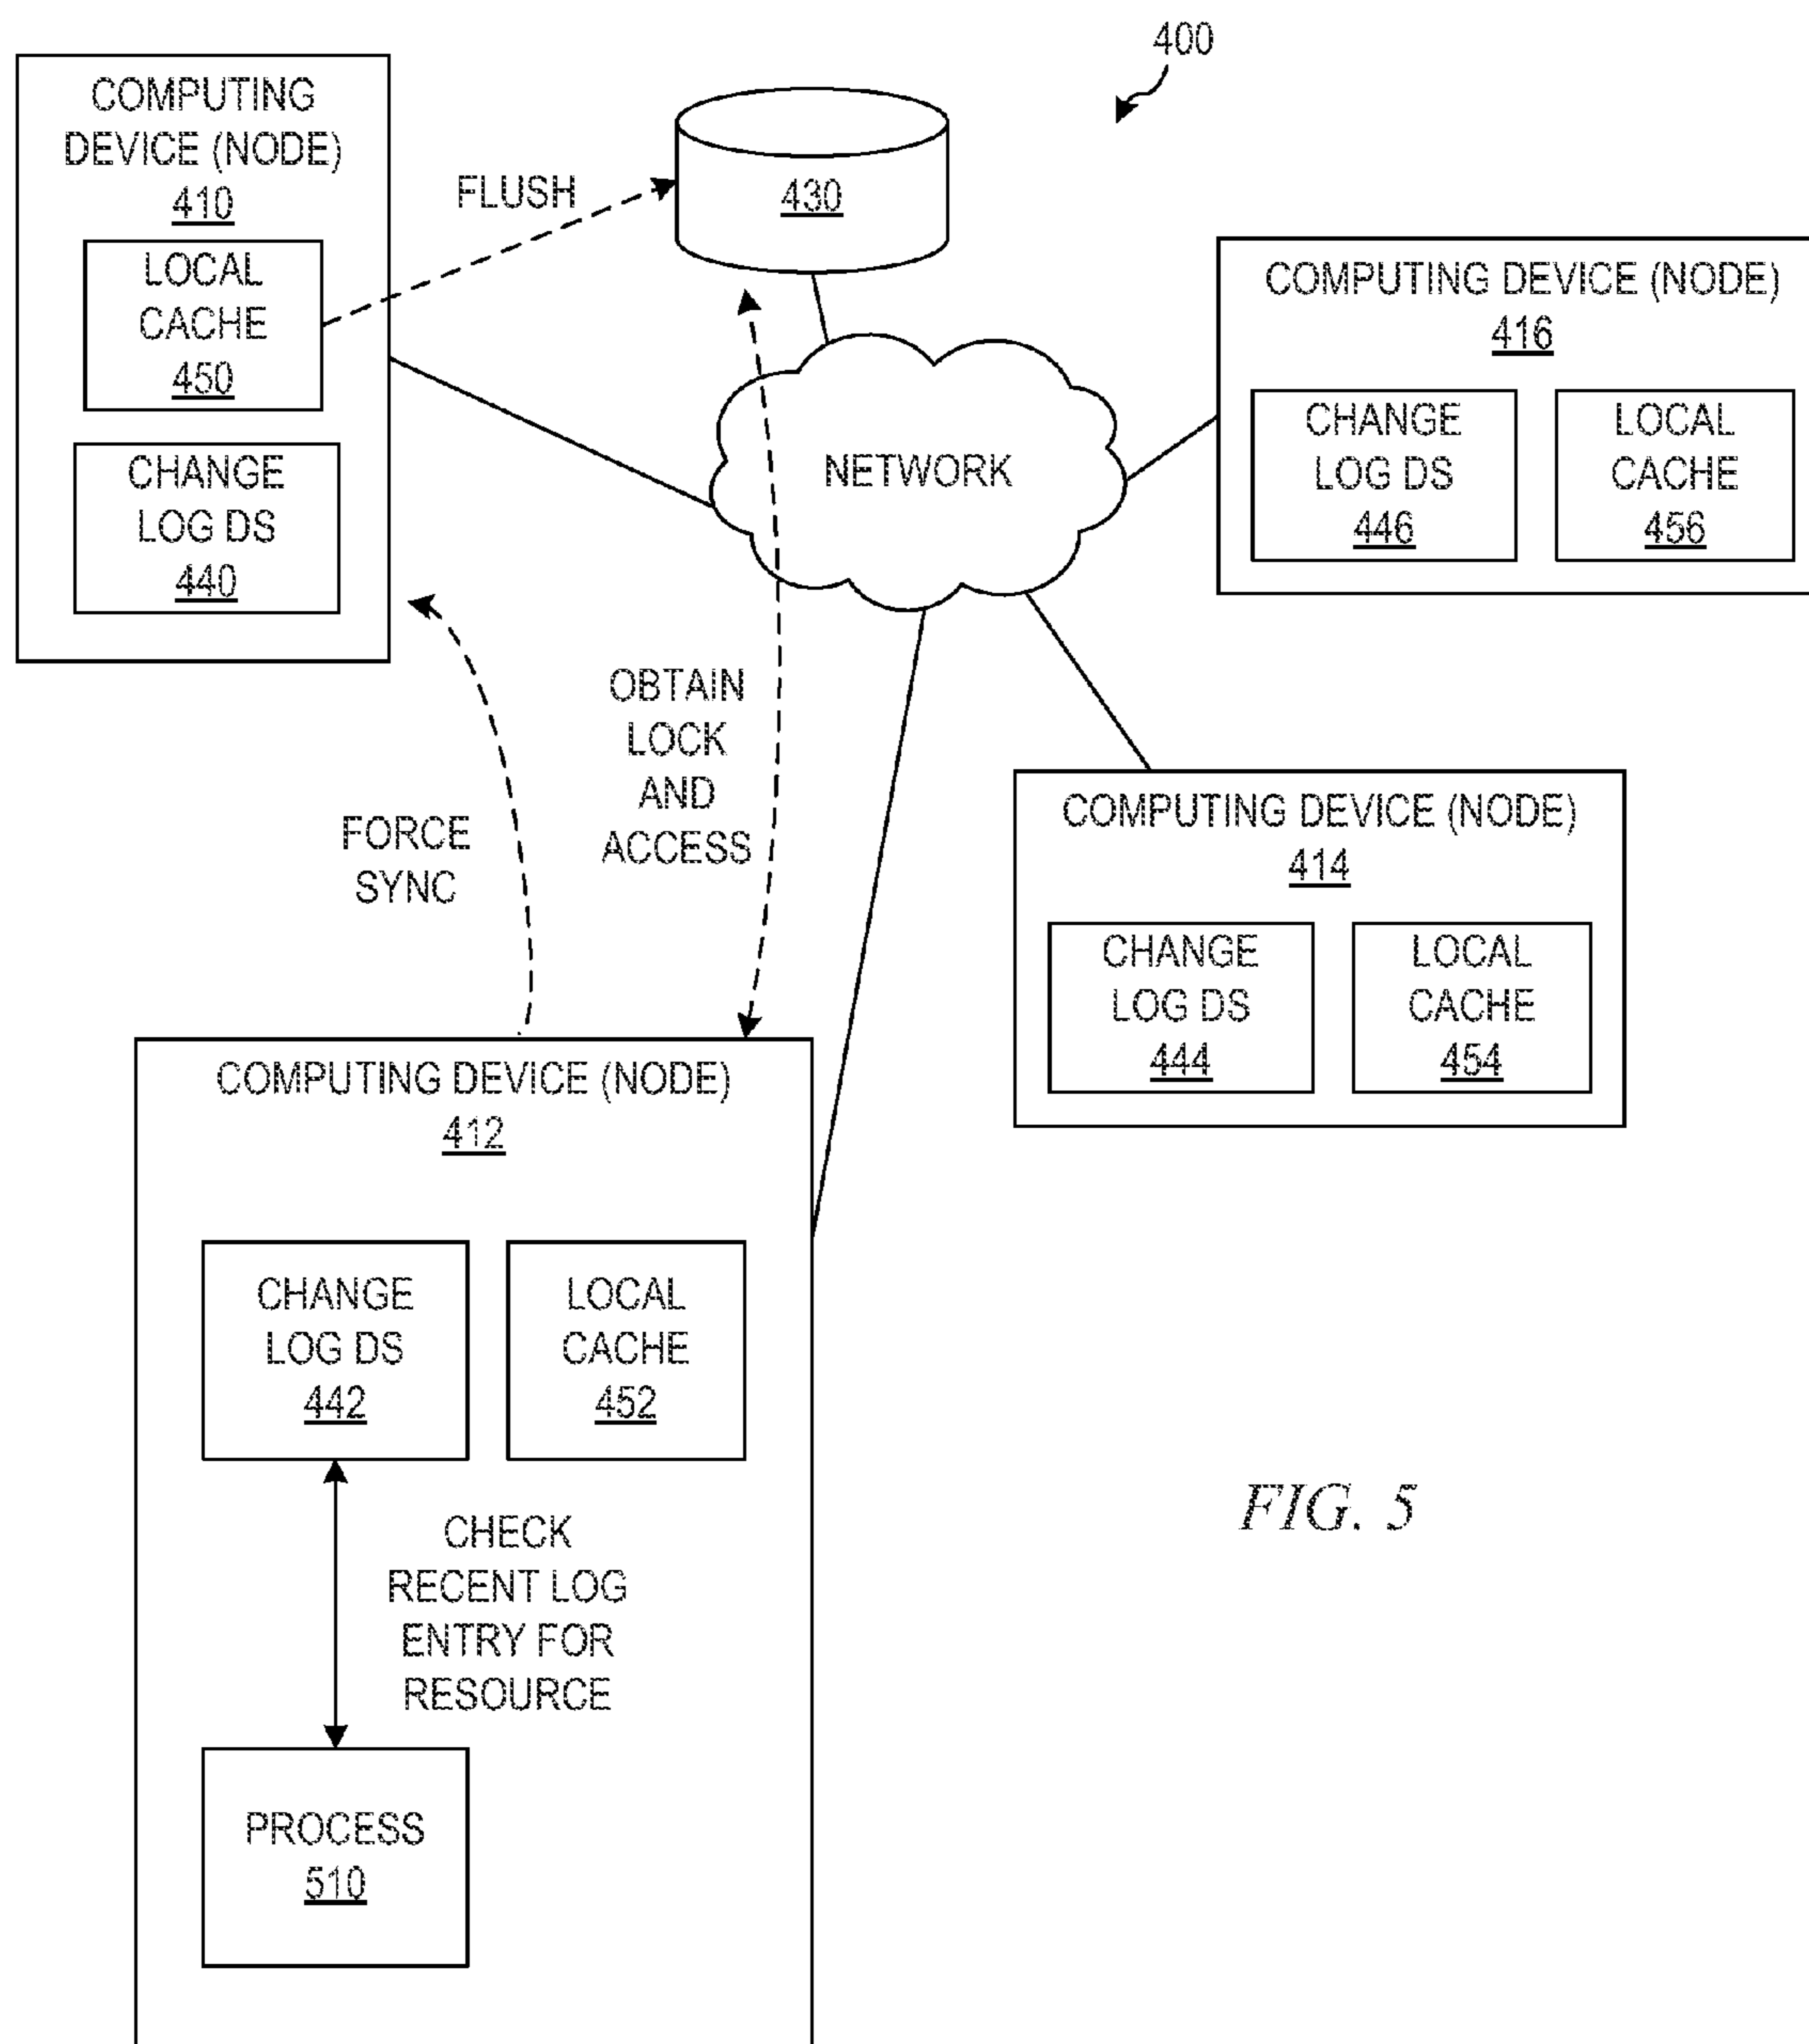 400
COMPUTING
DEVICE (NODE)
410
LOCAL
CACHE
450
CHANGE
LOG DS
440
FLUSH
430
NETWORK
COMPUTING DEVICE (NODE)
416
CHANGE
LOG DS
446
LOCAL
CACHE
456
OBTAIN
LOCK
AND
ACCESS
FORCE
SYNC
COMPUTING DEVICE (NODE)
414
CHANGE
LOG DS
444
LOCAL
CACHE
454
COMPUTING DEVICE (NODE)
412
CHANGE
LOG DS
442
LOCAL
CACHE
452
CHECK
RECENT LOG
ENTRY FOR
RESOURCE
PROCESS
510
FIG. 5